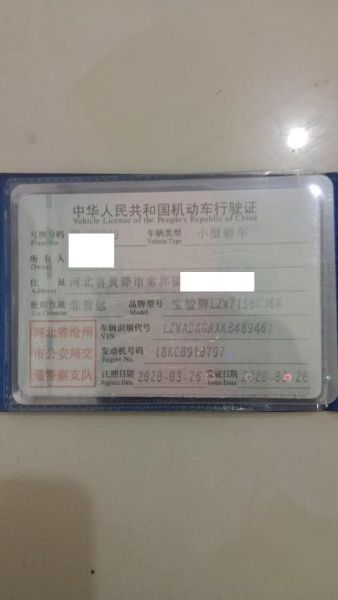 中华人民共和国机动车行驶证
Vehicle License of the People's Republic of China
号牌号码 车辆类型 小型轿车
Plate No. Vehicle Type
所有人
Owner
住址 河北省黄骅市常郭
Address
使用性质 非营运 品牌型号 宝骏牌
Use Character Model
河北省沧州 车辆识别代号
VIN
市公安局交 发动机号码
Engine No.
通警察支队 注册日期 2020-03-26 发证日期 2020-03-26
Register Date Issue Date